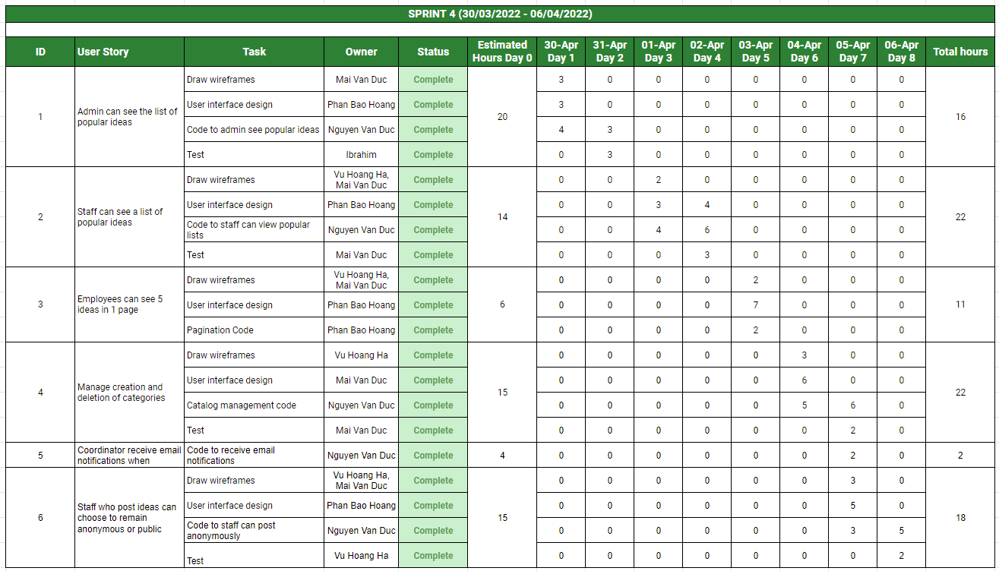 SPRINT 4 (30/03/2022 - 06/04/2022)
ID User Story Task Owner Status Estimated Hours Day 0 30-Apr Day 1 31-Apr Day 2 01-Apr Day 3 02-Apr Day 4 03-Apr Day 5 04-Apr Day 6 05-Apr Day 7 06-Apr Day 8 Total hours
1 Admin can see the list of popular ideas Draw wireframes Mai Van Duc Complete 20 3 0 0 0 0 0 0 0 16
User interface design Phan Bao Hoang Complete 3 0 0 0 0 0 0 0
Code to admin see popular ideas Nguyen Van Duc Complete 4 3 0 0 0 0 0 0
Test Ibrahim Complete 0 3 0 0 0 0 0 0
2 Staff can see a list of popular ideas Draw wireframes Vu Hoang Ha, Mai Van Duc Complete 14 0 0 2 0 0 0 0 0 22
User interface design Phan Bao Hoang Complete 0 0 3 4 0 0 0 0
Code to staff can view popular lists Nguyen Van Duc Complete 0 0 4 6 0 0 0 0
Test Mai Van Duc Complete 0 0 0 3 0 0 0 0
3 Employees can see 5 ideas in 1 page Draw wireframes Vu Hoang Ha, Mai Van Duc Complete 6 0 0 0 0 2 0 0 0 11
User interface design Phan Bao Hoang Complete 0 0 0 0 7 0 0 0
Pagination Code Phan Bao Hoang Complete 0 0 0 0 2 0 0 0
4 Manage creation and deletion of categories Draw wireframes Vu Hoang Ha Complete 15 0 0 0 0 0 3 0 0 22
User interface design Mai Van Duc Complete 0 0 0 0 0 6 0 0
Catalog management code Nguyen Van Duc Complete 0 0 0 0 0 5 6 0
Test Mai Van Duc Complete 0 0 0 0 0 0 2 0
5 Coordinator receive email notifications when Code to receive email notifications Nguyen Van Duc Complete 4 0 0 0 0 0 0 2 0 2
6 Staff who post ideas can choose to remain anonymous or public Draw wireframes Vu Hoang Ha, Mai Van Duc Complete 15 0 0 0 0 0 0 3 0 18
User interface design Phan Bao Hoang Complete 0 0 0 0 0 0 5 0
Code to staff can post anonymously Nguyen Van Duc Complete 0 0 0 0 0 0 3 5
Test Vu Hoang Ha Complete 0 0 0 0 0 0 0 2